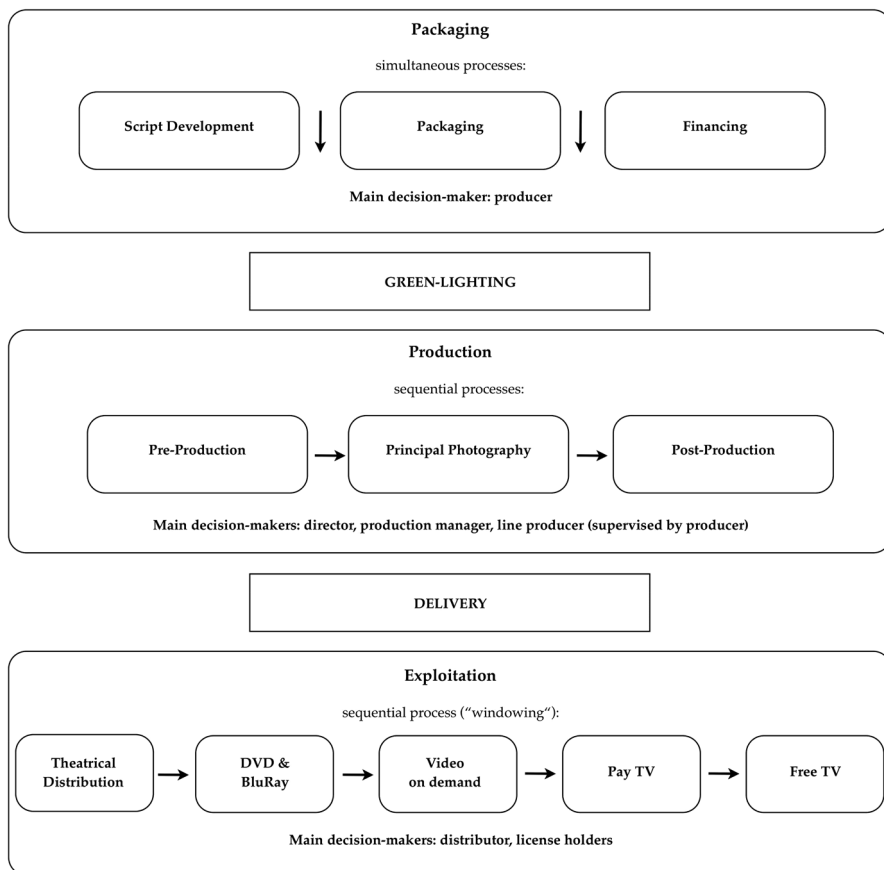 Packaging
simultaneous processes:
Script Development
Packaging
Financing
Main decision-maker: producer
GREEN-LIGHTING
Production
sequential processes:
Pre-Production
Principal Photography
Post-Production
Main decision-makers: director, production manager, line producer (supervised by producer)
DELIVERY
Exploitation
sequential process (“windowing“):
Theatrical
Distribution
DVD &
BluRay
Video
on demand
Pay TV
Free TV
Main decision-makers: distributor, license holders